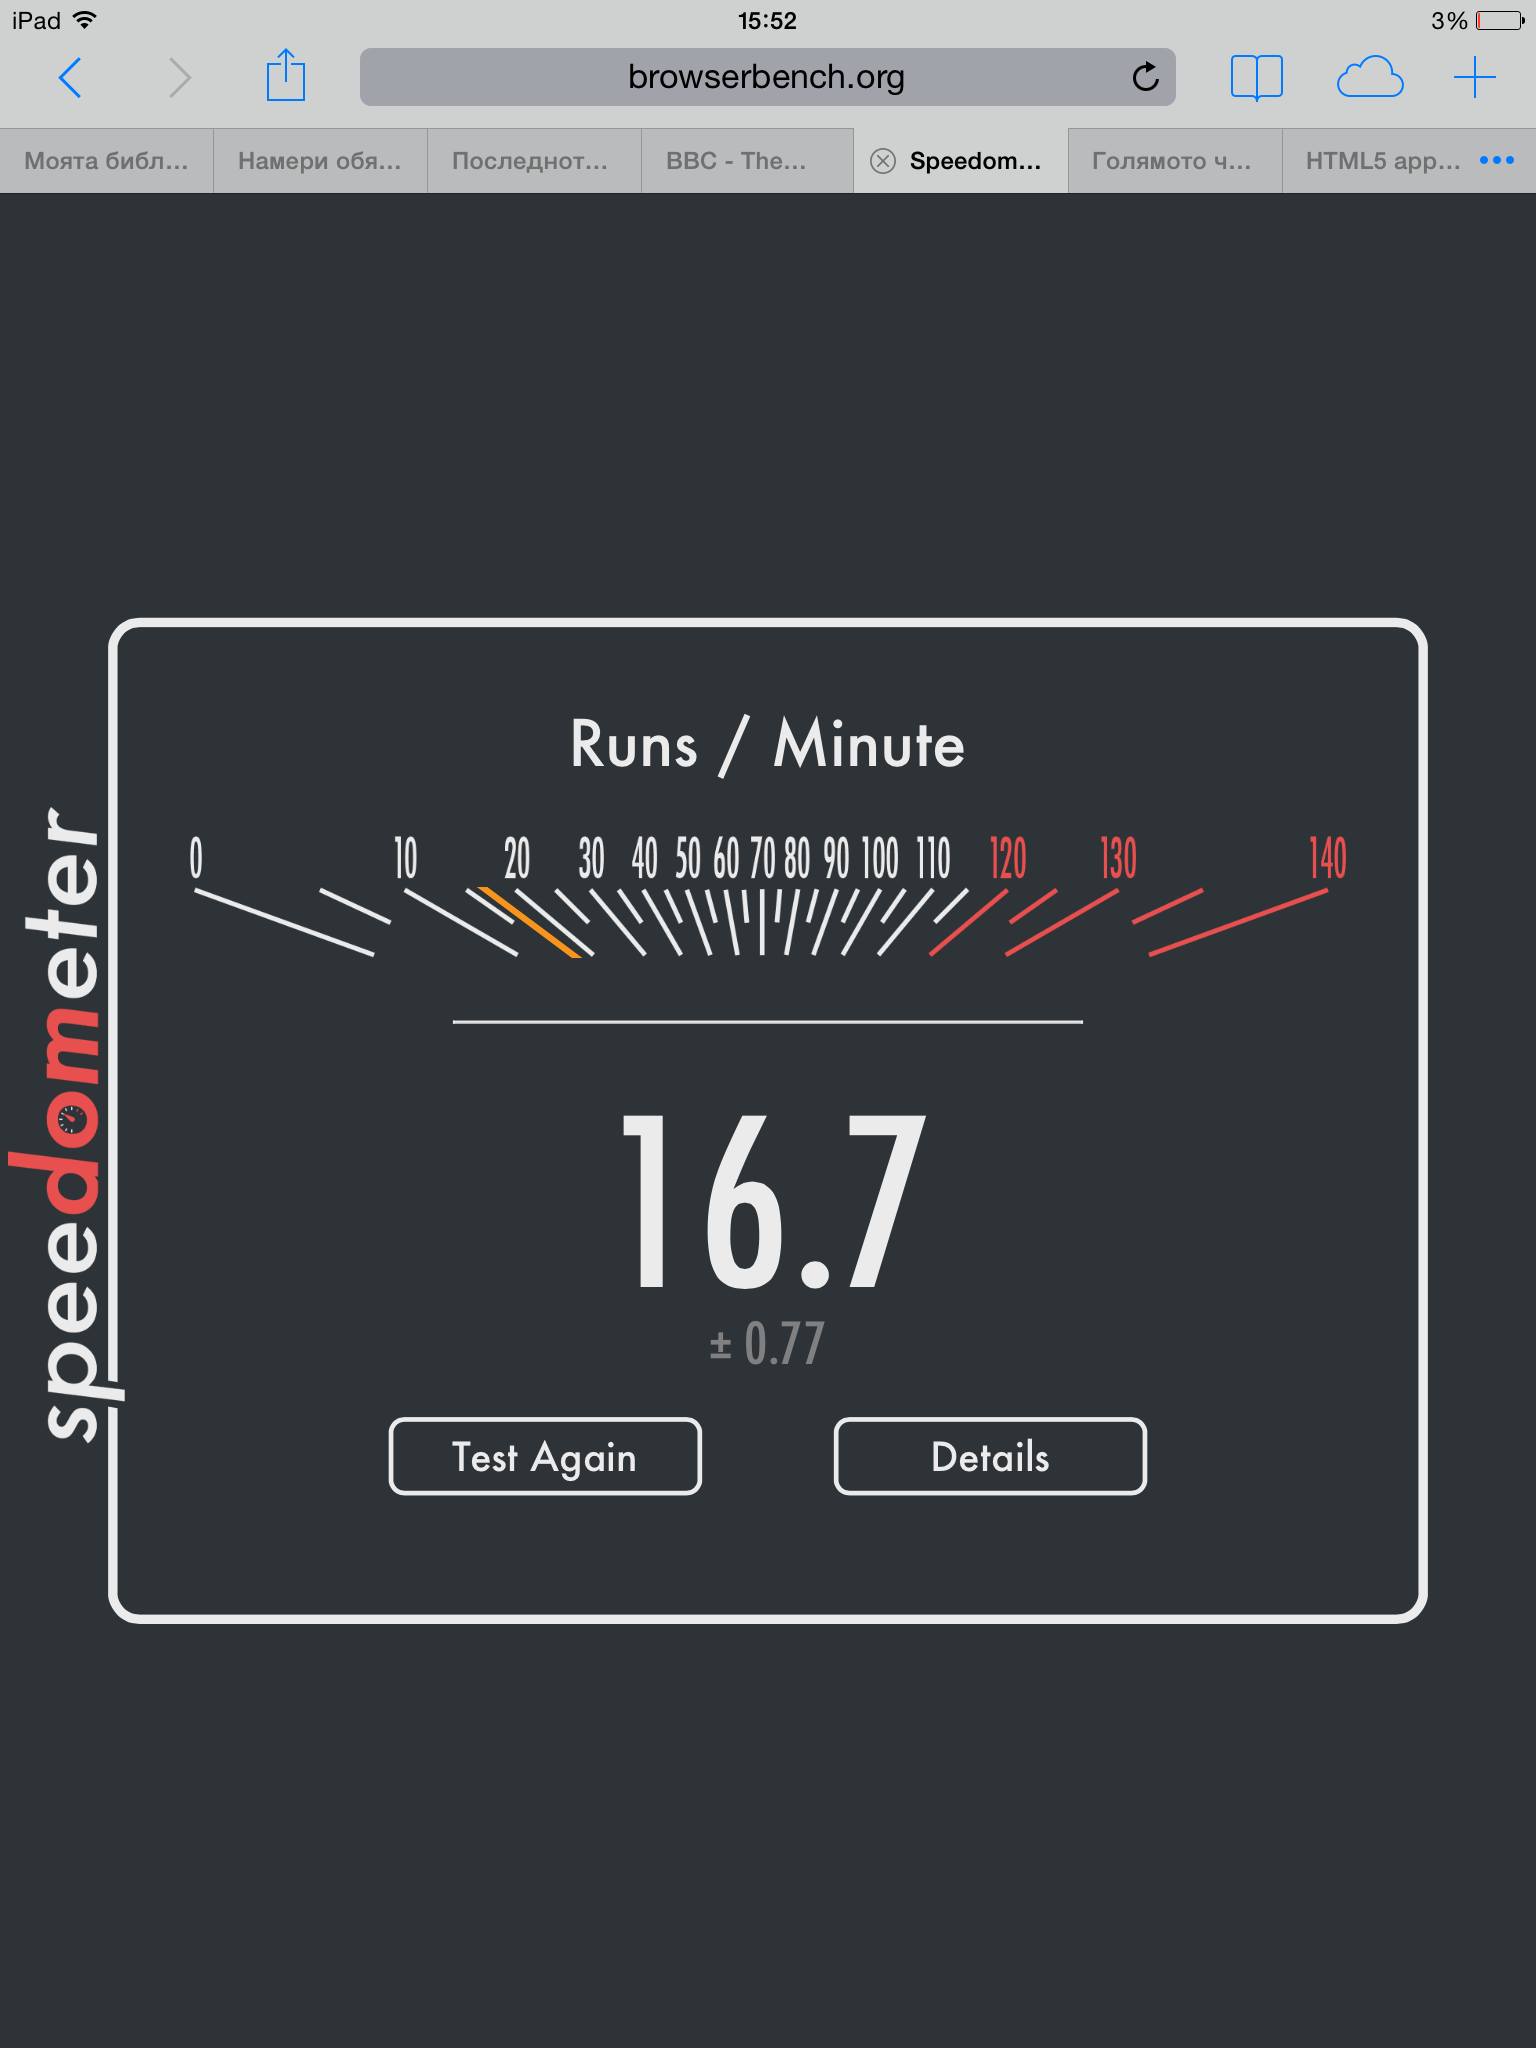 iPad 15:52 3%
browserbench.org
Моята библ... Намери обя... Последнот... BBC - The... Speedom... Голямото ч... HTML5 app...
speedometer
Runs / Minute
0 10 20 30 40 50 60 70 80 90 100 110 120 130 140
16.7
± 0.77
Test Again Details